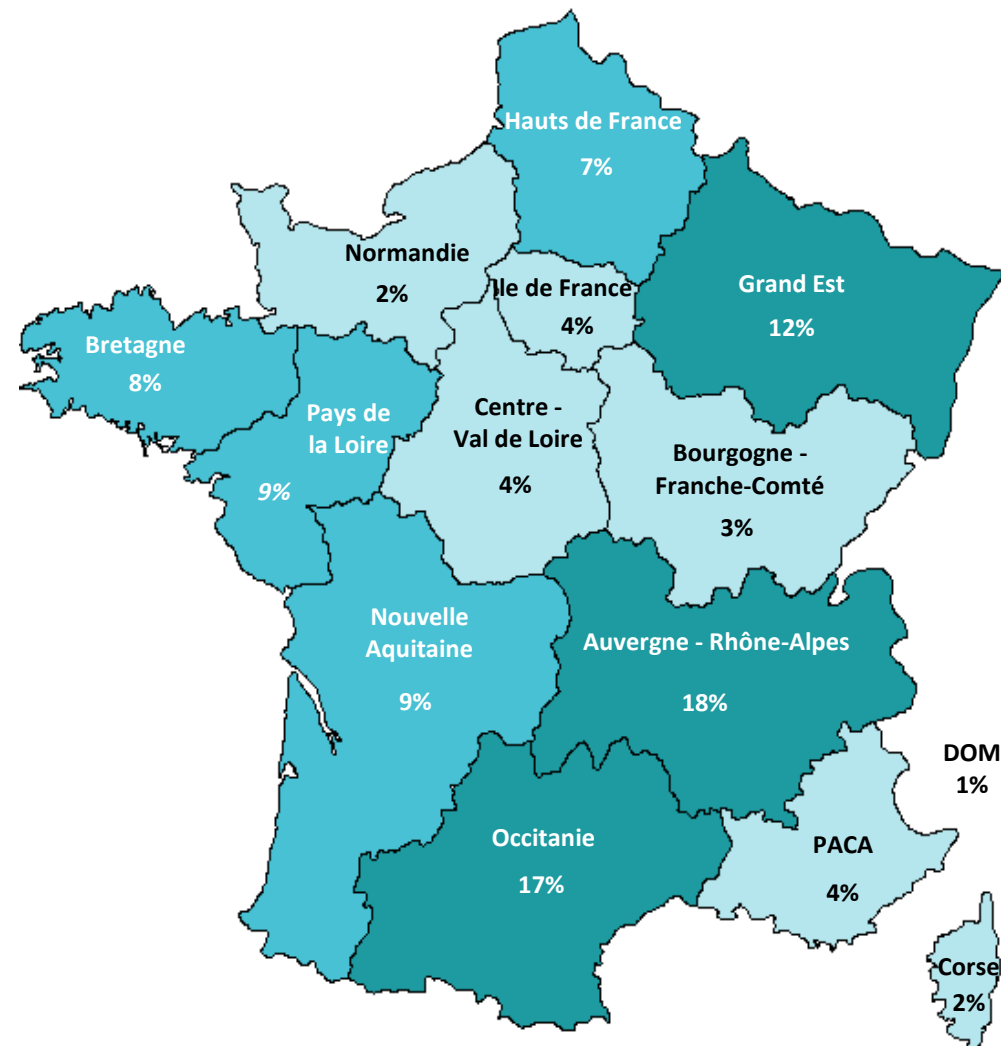 Hauts de France
7%
Normandie
2%
Ile de France
4%
Grand Est
12%
Bretagne
8%
Pays de
la Loire
9%
Centre -
Val de Loire
4%
Bourgogne -
Franche-Comté
3%
Nouvelle
Aquitaine
9%
Auvergne - Rhône-Alpes
18%
DOM
1%
Occitanie
17%
PACA
4%
Corse
2%